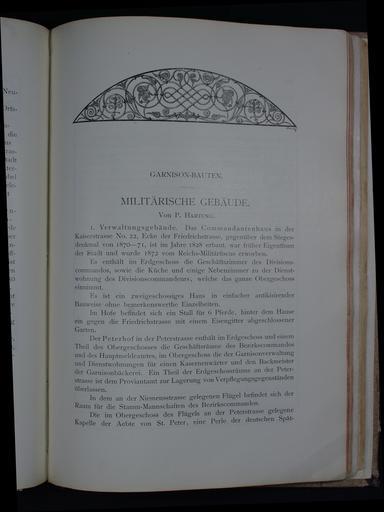 Neu-
die
GARNISON-BAUTEN.
MILITÄRISCHE GEBÄUDE.
Von P. Hartung.
1. Verwaltungsgebäude. Das Commandantenhaus in der
Kaiserstrasse No. 22, Ecke der Friedrichstrasse, gegenüber dem Sieges-
denkmal von 1870—71, ist im Jahre 1828 erbaut, war früher Eigenthum
der Stadt und wurde 1872 vom Reichs-Militärfiskus erworben.
Es enthält im Erdgeschoss die Geschäftszimmer des Divisions-
commandos, sowie die Küche und einige Nebenzimmer zu der Dienst-
wohnung des Divisionscommandeurs, welche das ganze Obergeschoss
einnimmt.
Es ist ein zweigeschossiges Haus in einfacher antikisirender
Bauweise ohne bemerkenswerthe Einzelheiten.
Im Hofe befindet sich ein Stall für 6 Pferde, hinter dem Hause
ein gegen die Friedrichstrasse mit einem Eisengitter abgeschlossener
Garten.
Der Peterhof in der Peterstrasse enthält im Erdgeschoss und einem
Theil des Obergeschosses die Geschäftsräume des Bezirkscommandos
und des Hauptmeldeamtes, im Obergeschoss die der Garnisonverwaltung
und Dienstwohnungen für einen Kasernenwärter und den Backmeister
der Garnisonbäckerei. Ein Theil der Erdgeschossräume an der Peter-
strasse ist dem Proviantamt zur Lagerung von Verpflegungsgegenständen
überlassen.
In dem an der Niemensstrasse gelegenen Flügel befindet sich der
Raum für die Stamm-Mannschaften des Bezirkscommandos.
Die im Obergeschoss des Flügels an der Peterstrasse gelegene
Kapelle der Aebte von St. Peter, eine Perle der deutschen Spät-